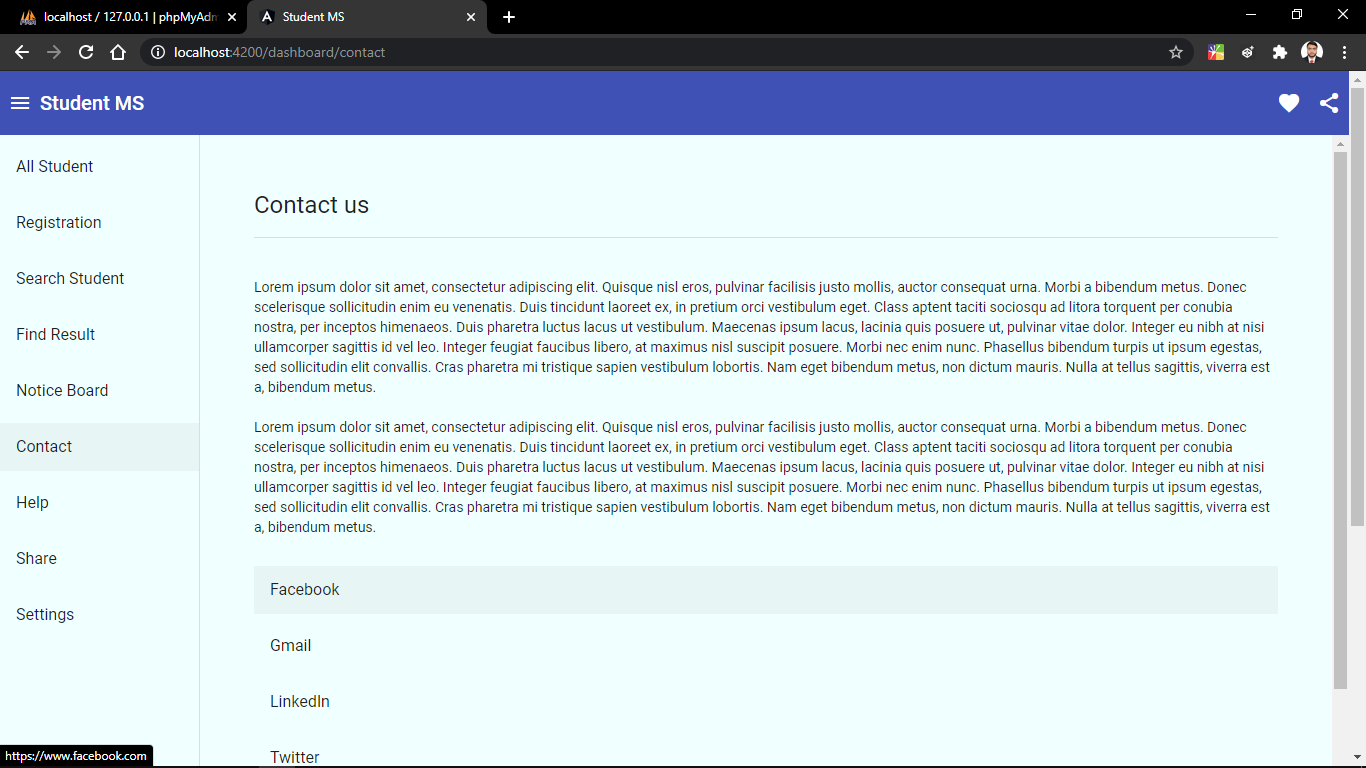 localhost / 127.0.0.1 | phpMyAdm
Student MS
localhost:4200/dashboard/contact
Student MS
All Student
Registration
Search Student
Find Result
Notice Board
Contact
Help
Share
Settings
Contact us
Lorem ipsum dolor sit amet, consectetur adipiscing elit. Quisque nisl eros, pulvinar facilisis justo mollis, auctor consequat urna. Morbi a bibendum metus. Donec
scelerisque sollicitudin enim eu venenatis. Duis tincidunt laoreet ex, in pretium orci vestibulum eget. Class aptent taciti sociosqu ad litora torquent per conubia
nostra, per inceptos himenaeos. Duis pharetra luctus lacus ut vestibulum. Maecenas ipsum lacus, lacinia quis posuere ut, pulvinar vitae dolor. Integer eu nibh at nisi
ullamcorper sagittis id vel leo. Integer feugiat faucibus libero, at maximus nisl suscipit posuere. Morbi nec enim nunc. Phasellus bibendum turpis ut ipsum egestas,
sed sollicitudin elit convallis. Cras pharetra mi tristique sapien vestibulum lobortis. Nam eget bibendum metus, non dictum mauris. Nulla at tellus sagittis, viverra est
a, bibendum metus.
Lorem ipsum dolor sit amet, consectetur adipiscing elit. Quisque nisl eros, pulvinar facilisis justo mollis, auctor consequat urna. Morbi a bibendum metus. Donec
scelerisque sollicitudin enim eu venenatis. Duis tincidunt laoreet ex, in pretium orci vestibulum eget. Class aptent taciti sociosqu ad litora torquent per conubia
nostra, per inceptos himenaeos. Duis pharetra luctus lacus ut vestibulum. Maecenas ipsum lacus, lacinia quis posuere ut, pulvinar vitae dolor. Integer eu nibh at nisi
ullamcorper sagittis id vel leo. Integer feugiat faucibus libero, at maximus nisl suscipit posuere. Morbi nec enim nunc. Phasellus bibendum turpis ut ipsum egestas,
sed sollicitudin elit convallis. Cras pharetra mi tristique sapien vestibulum lobortis. Nam eget bibendum metus, non dictum mauris. Nulla at tellus sagittis, viverra est
a, bibendum metus.
Facebook
Gmail
LinkedIn
Twitter
https://www.facebook.com